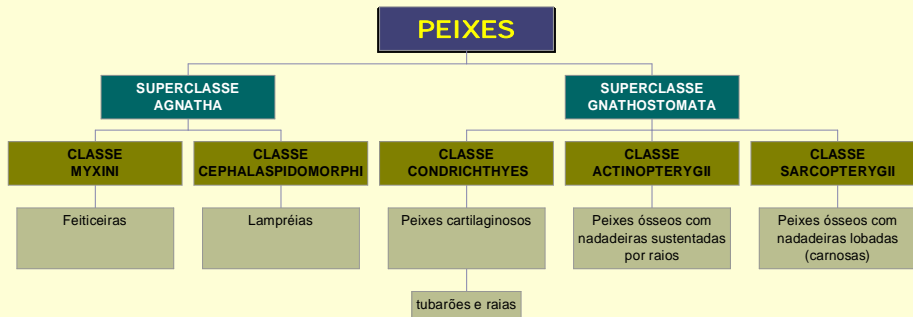 PEIXES
SUPERCLASSE
AGNATHA
SUPERCLASSE
GNATHOSTOMATA
CLASSE
MYXINI
CLASSE
CEPHALASPIDOMORPHI
CLASSE
CONDRICHTHYES
CLASSE
ACTINOPTERYGII
CLASSE
SARCOPTERYGII
Feiticeiras
Lampréias
Peixes cartilaginosos
Peixes ósseos com
nadadeiras sustentadas
por raios
Peixes ósseos com
nadadeiras lobadas
(carnosas)
tubarões e raias